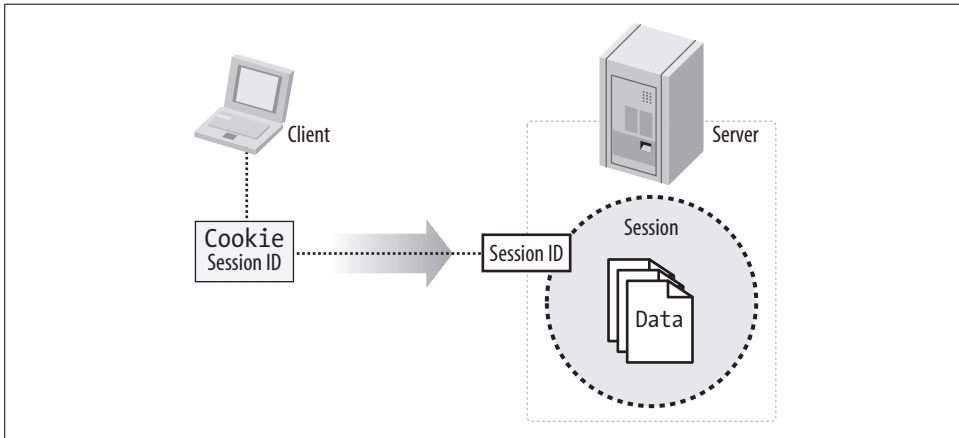 Client
Server
Cookie
Session ID
Session ID
Session
Data